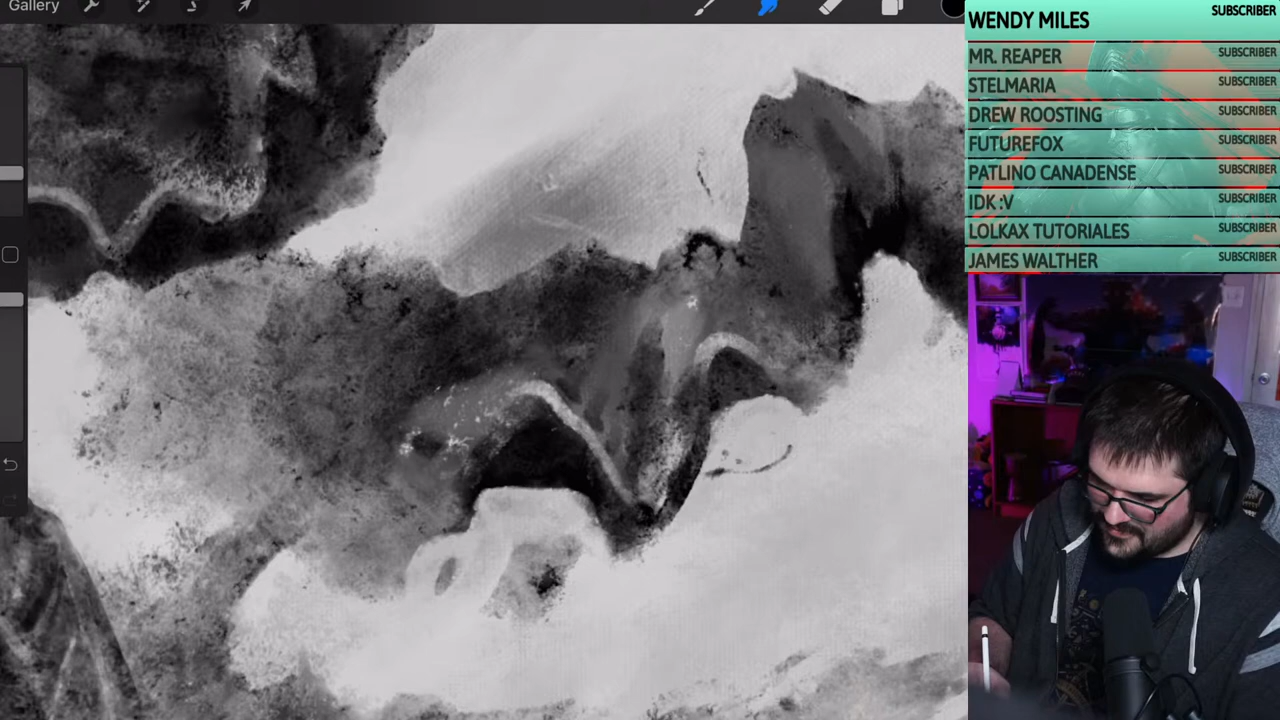 Gallery
WENDY MILES SUBSCRIBER
MR. REAPER SUBSCRIBER
STELMARIA SUBSCRIBER
DREW ROOSTING SUBSCRIBER
FUTUREFOX SUBSCRIBER
PATLINO CANADENSE SUBSCRIBER
IDK :V SUBSCRIBER
LOLKAX TUTORIALES SUBSCRIBER
JAMES WALTHER SUBSCRIBER